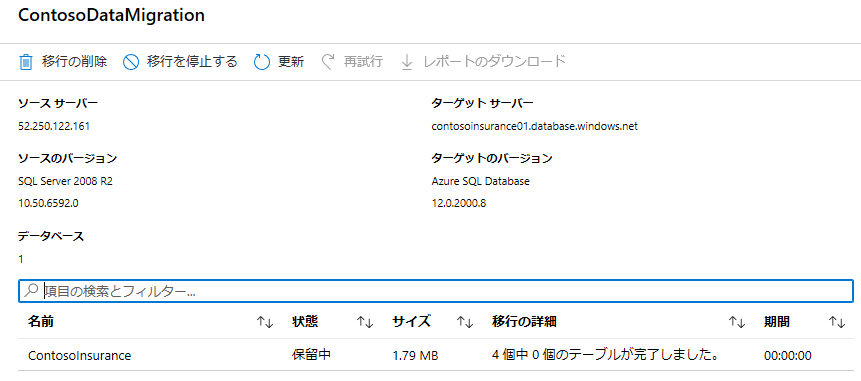 ContosoDataMigration
移行の削除 移行を停止する 更新 再試行 レポートのダウンロード
ソース サーバー ターゲット サーバー
52.250.122.161 contosoinsurance01.database.windows.net
ソースのバージョン ターゲットのバージョン
SQL Server 2008 R2 Azure SQL Database
10.50.6592.0 12.0.2000.8
データベース
1
項目の検索とフィルター...
名前 状態 サイズ 移行の詳細 期間
ContosoInsurance 保留中 1.79 MB 4 個中 0 個のテーブルが完了しました。 00:00:00